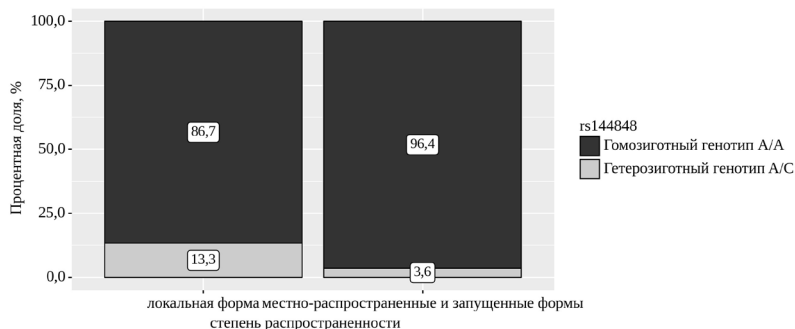 100,0
75,0
50,0
25,0
0,0
Процентная доля, %
86,7
13,3
96,4
3,6
локальная форма местно-распространенные и запущенные формы
степень распространенности
rs144848
Гомозиготный генотип А/А
Гетерозиготный генотип А/С